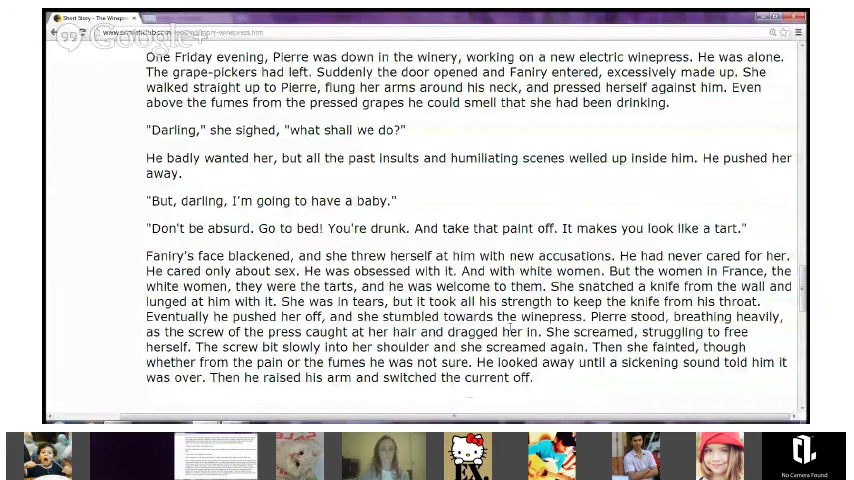 Short Story - The Winepress
Google+
One Friday evening, Pierre was down in the winery, working on a new electric winepress. He was alone.
The grape-pickers had left. Suddenly the door opened and Faniry entered, excessively made up. She
walked straight up to Pierre, flung her arms around his neck, and pressed herself against him. Even
above the fumes from the pressed grapes he could smell that she had been drinking.
"Darling," she sighed, "what shall we do?"
He badly wanted her, but all the past insults and humiliating scenes welled up inside him. He pushed her
away.
"But, darling, I'm going to have a baby."
"Don't be absurd. Go to bed! You're drunk. And take that paint off. It makes you look like a tart."
Faniry's face blackened, and she threw herself at him with new accusations. He had never cared for her.
He cared only about sex. He was obsessed with it. And with white women. But the women in France, the
white women, they were the tarts, and he was welcome to them. She snatched a knife from the wall and
lunged at him with it. She was in tears, but it took all his strength to keep the knife from his throat.
Eventually he pushed her off, and she stumbled towards the winepress. Pierre stood, breathing heavily,
as the screw of the press caught at her hair and dragged her in. She screamed, struggling to free
herself. The screw bit slowly into her shoulder and she screamed again. Then she fainted, though
whether from the pain or the fumes he was not sure. He looked away until a sickening sound told him it
was over. Then he raised his arm and switched the current off.
EX.
No Camera Found